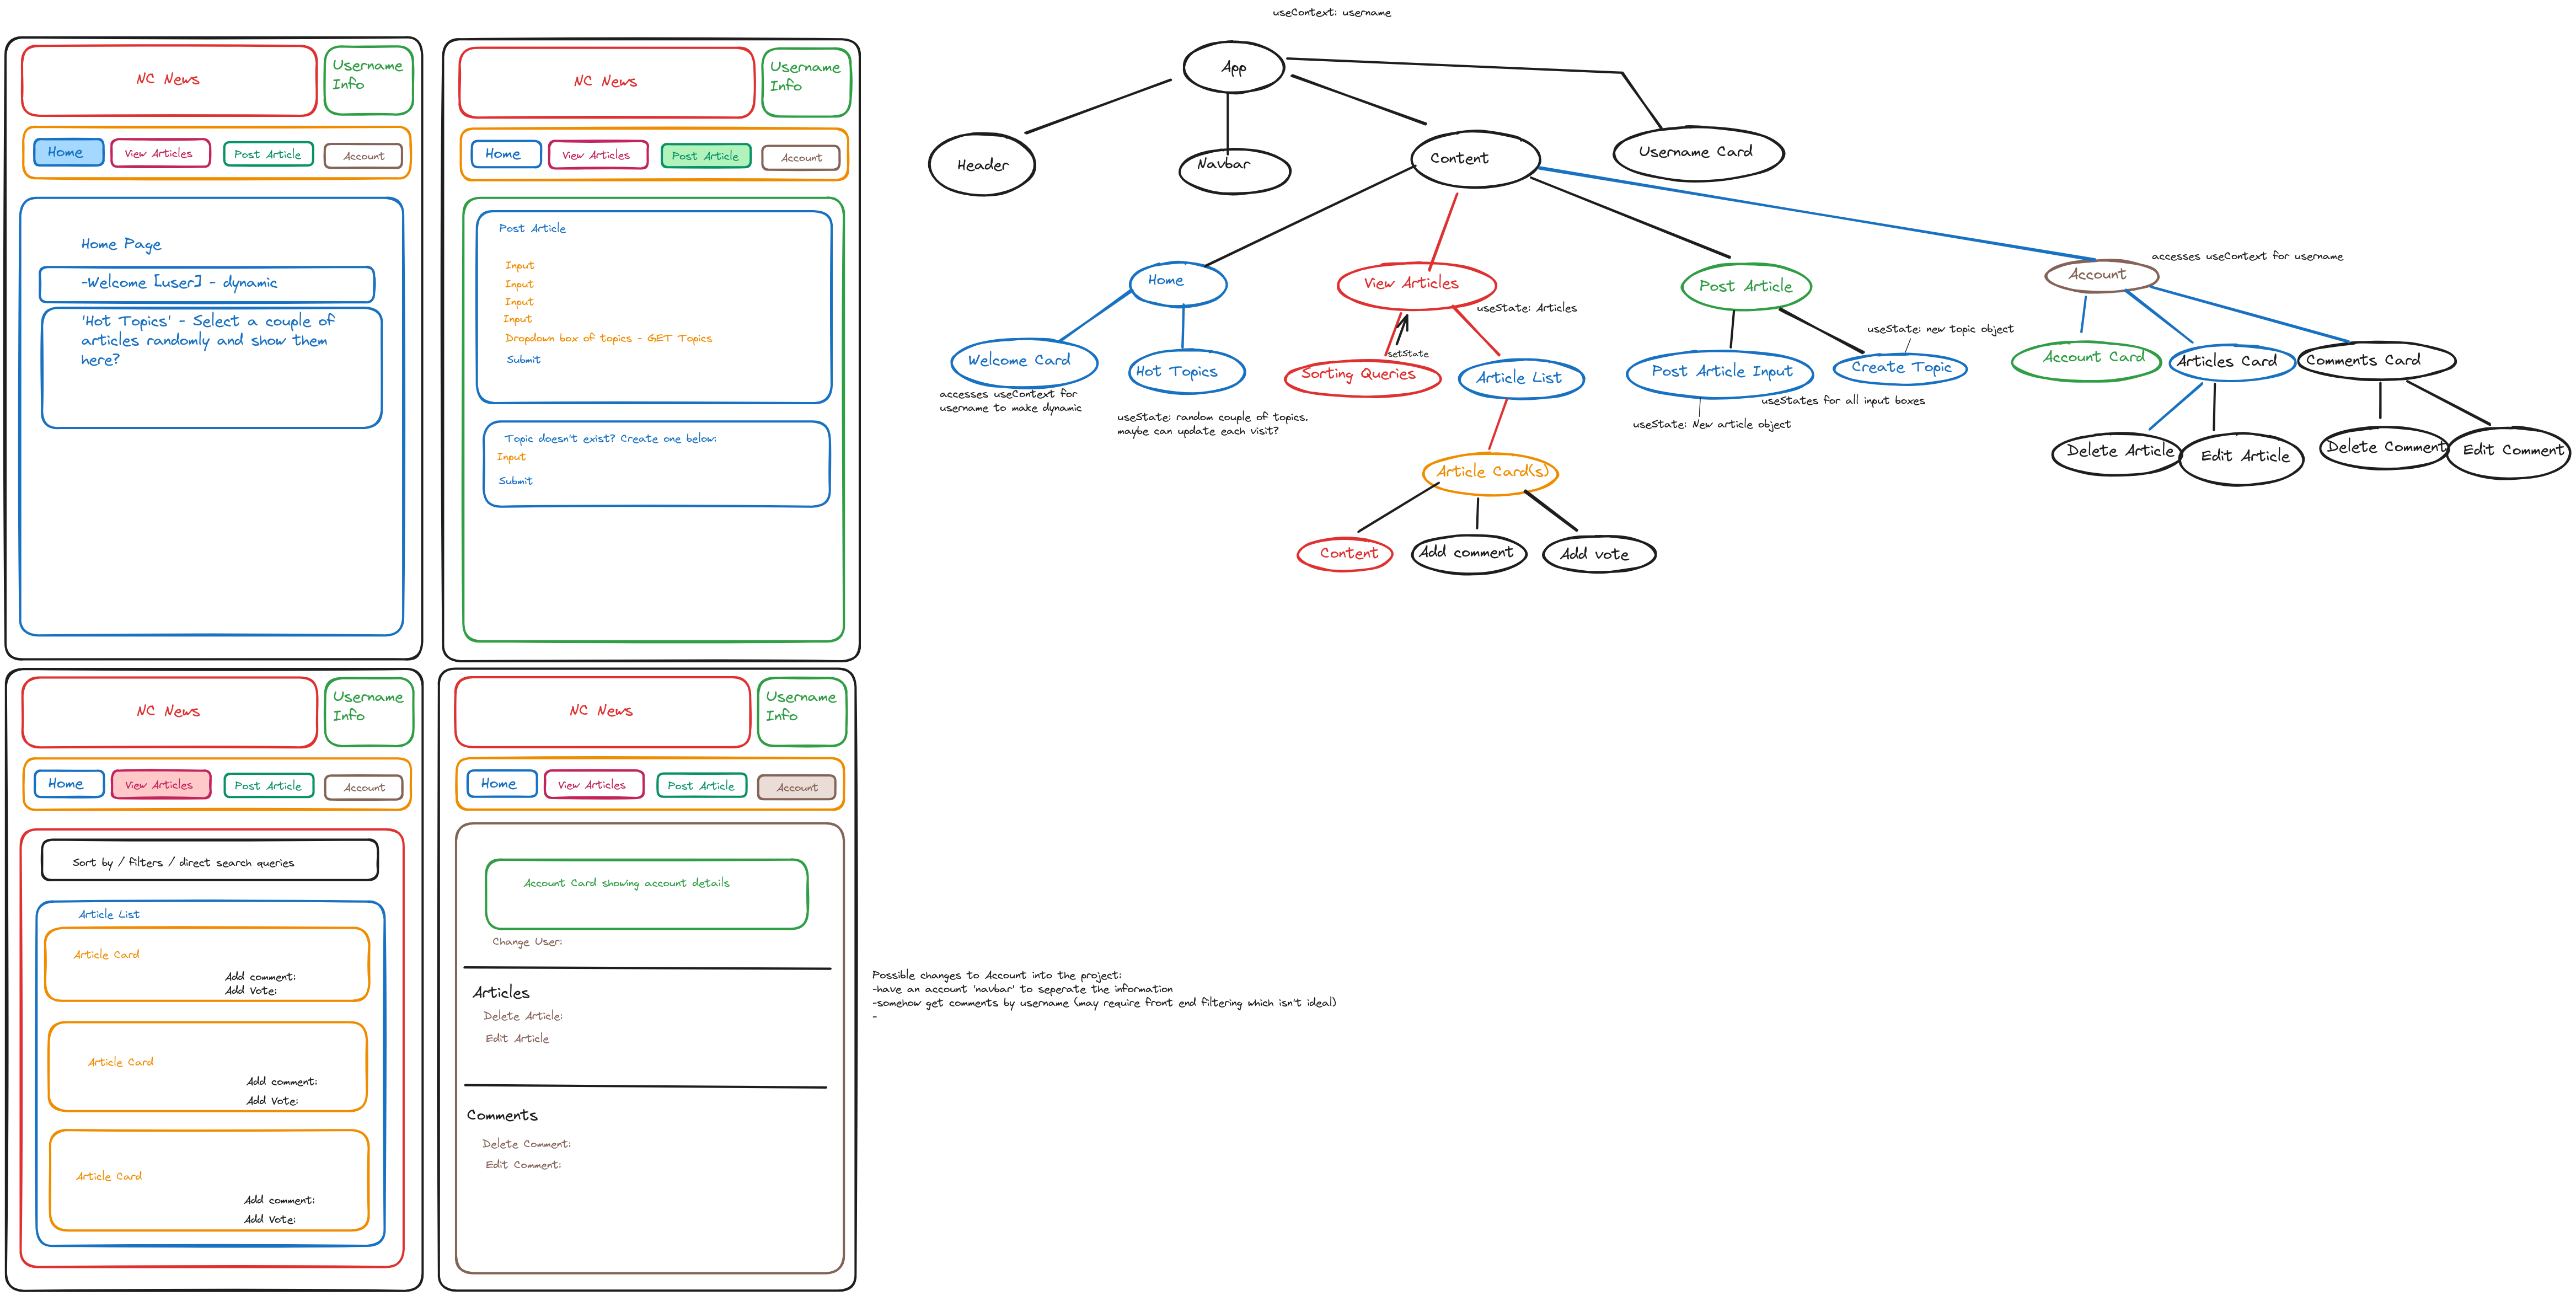 useContext: username
NC News
Username
Info
Home
View Articles
Post Article
Account
Home Page
-Welcome [user] - dynamic
'Hot Topics' - Select a couple of
articles randomly and show them
here?
NC News
Username
Info
Home
View Articles
Post Article
Account
Post Article
Input
Input
Input
Input
Dropdown box of topics - GET Topics
Submit
Topic doesn't exist? Create one below:
Input
Submit
App
Header
Navbar
Content
Username Card
Home
View Articles
Post Article
Account
accesses useContext for username
useState: Articles
setState
useState: new topic object
Welcome Card
Hot Topics
Sorting Queries
Article List
Post Article Input
Create Topic
Account Card
Articles Card
Comments Card
accesses useContext for
username to make dynamic
useState: random couple of topics.
maybe can update each visit?
useStates for all input boxes
useState: New article object
Article Card(s)
Delete Article
Edit Article
Delete Comment
Edit Comment
Content
Add comment
Add vote
NC News
Username
Info
Home
View Articles
Post Article
Account
Sort by / filters / direct search queries
Article List
Article Card
Add comment:
Add Vote:
Article Card
Add comment:
Add Vote:
Article Card
Add comment:
Add Vote:
NC News
Username
Info
Home
View Articles
Post Article
Account
Account Card showing account details
Change User:
Articles
Delete Article:
Edit Article
Comments
Delete Comment:
Edit Comment:
Possible changes to Account into the project:
-have an account 'navbar' to seperate the information
-somehow get comments by username (may require front end filtering which isn't ideal)
-